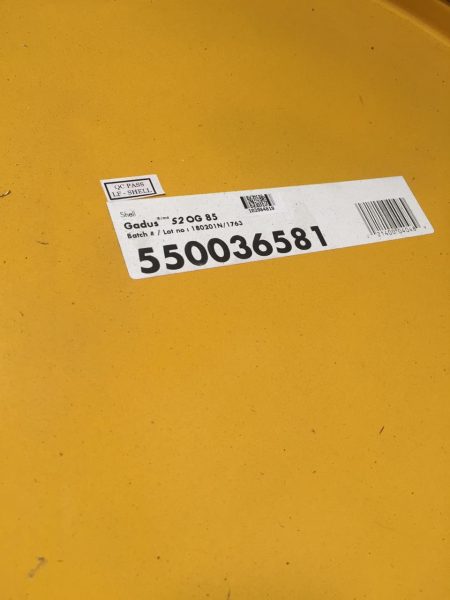 QC PASS
LF - SHELL
Shell
Gadus S2 OG 85
Batch # / Lot no : 180201N/1763
550036581